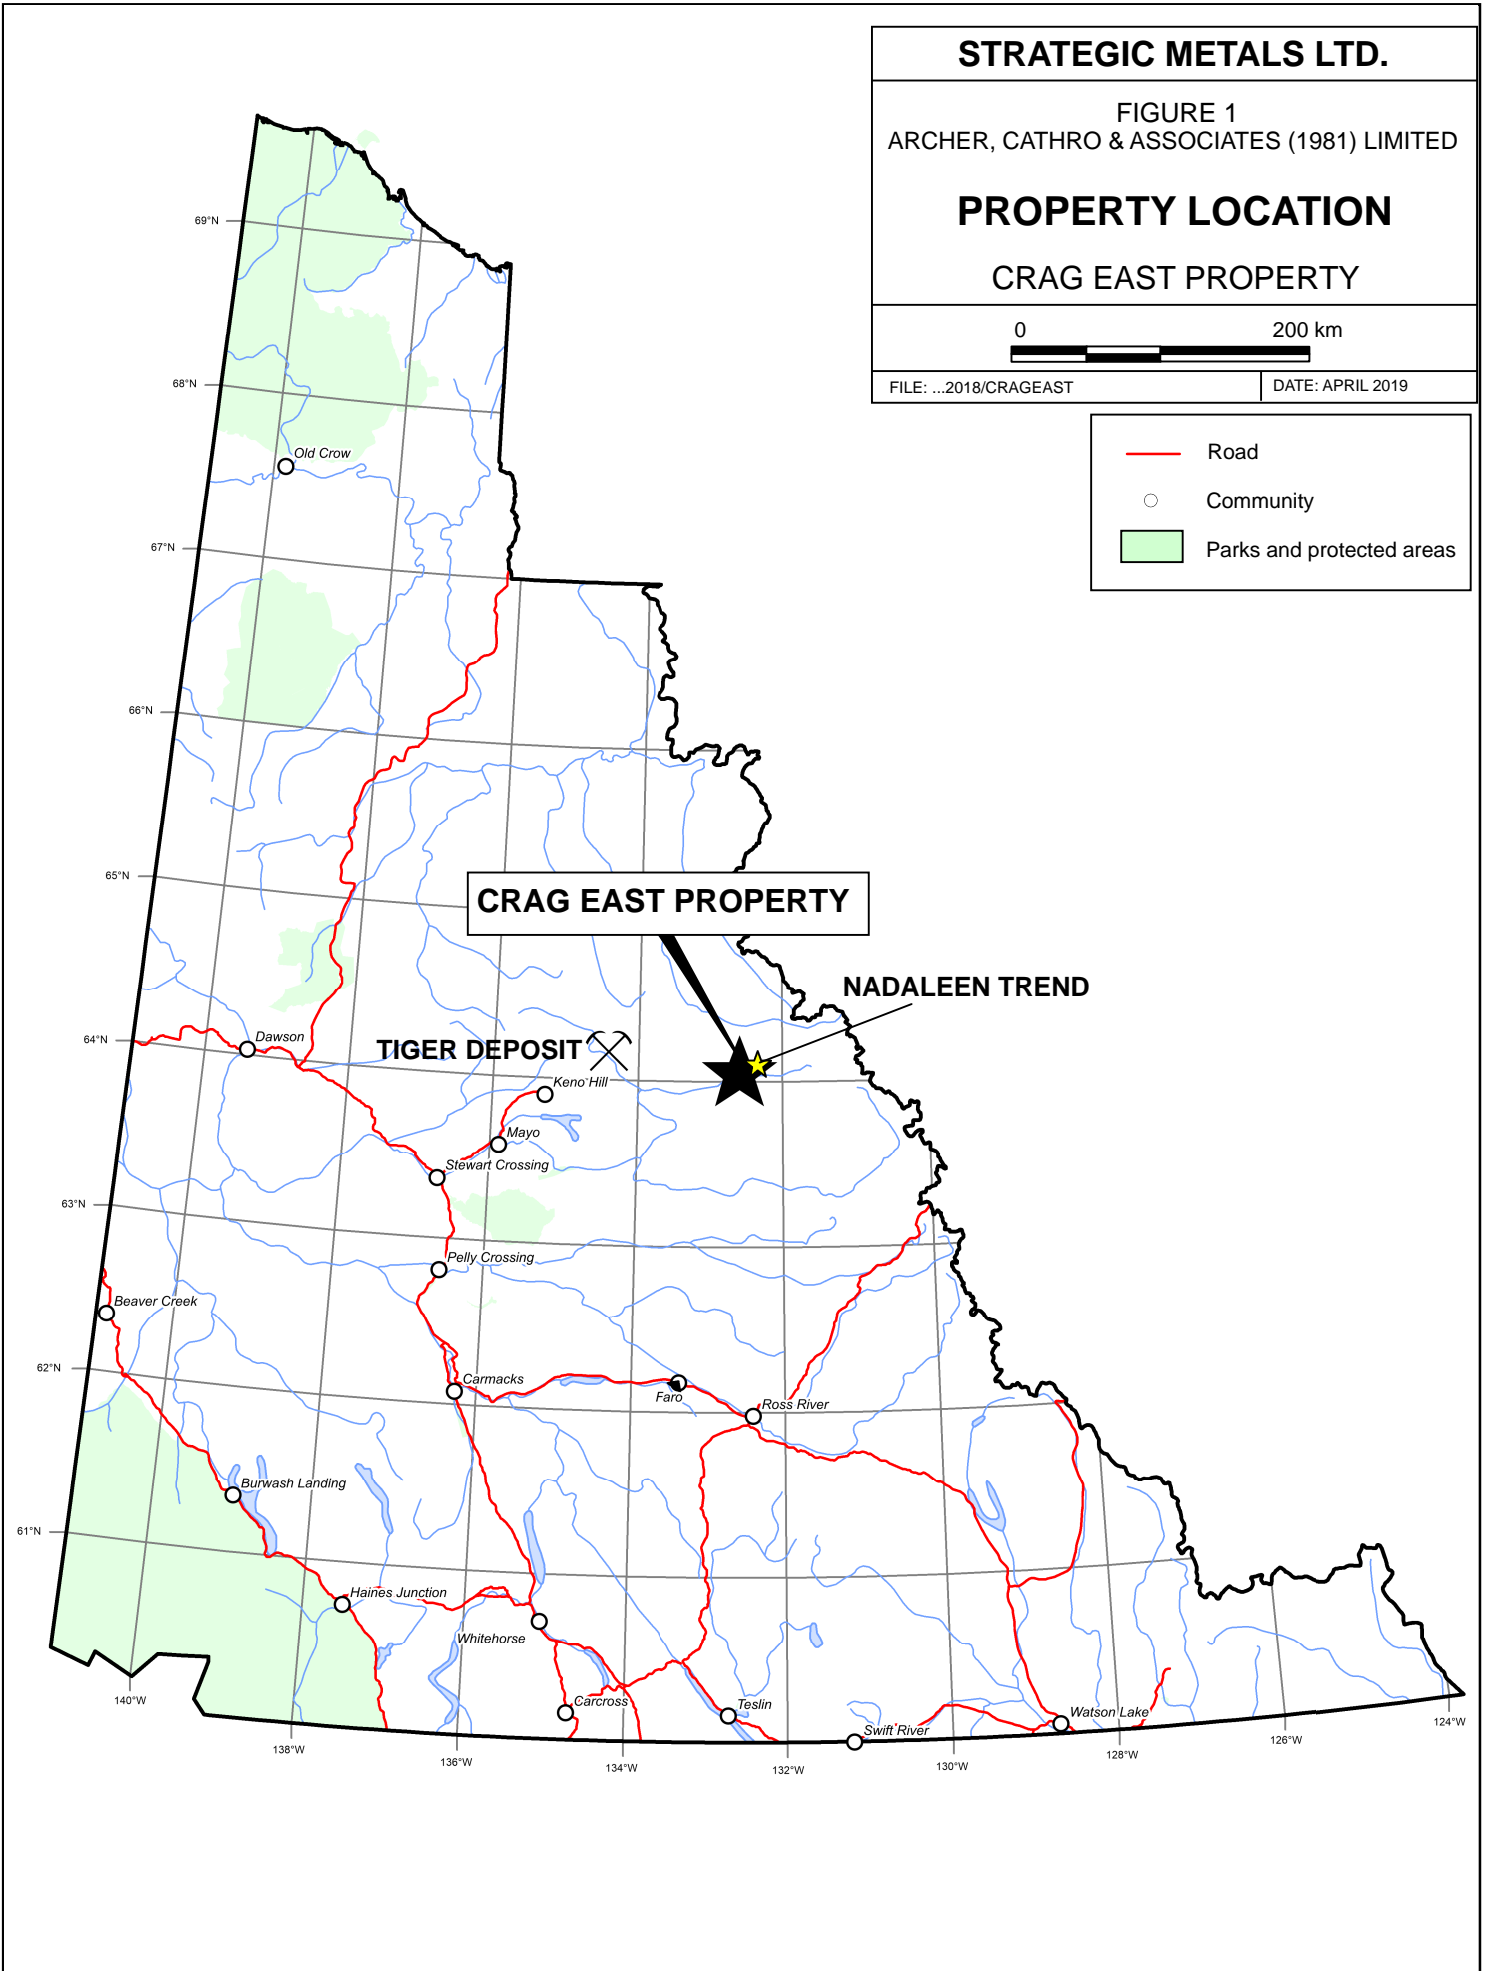 STRATEGIC METALS LTD.
FIGURE 1
ARCHER, CATHRO & ASSOCIATES (1981) LIMITED
PROPERTY LOCATION
CRAG EAST PROPERTY
0 200 km
FILE: ...2018/CRAGEAST DATE: APRIL 2019
Road
Community
Parks and protected areas
69°N
68°N
Old Crow
67°N
66°N
65°N
CRAG EAST PROPERTY
NADALEEN TREND
64°N
Dawson
TIGER DEPOSIT
Keno Hill
Mayo
Stewart Crossing
63°N
Pelly Crossing
Beaver Creek
62°N
Carmacks
Faro
Ross River
Burwash Landing
61°N
Haines Junction
Whitehorse
Carcross
Teslin
Swift River
Watson Lake
140°W
138°W
136°W
134°W
132°W
130°W
128°W
126°W
124°W